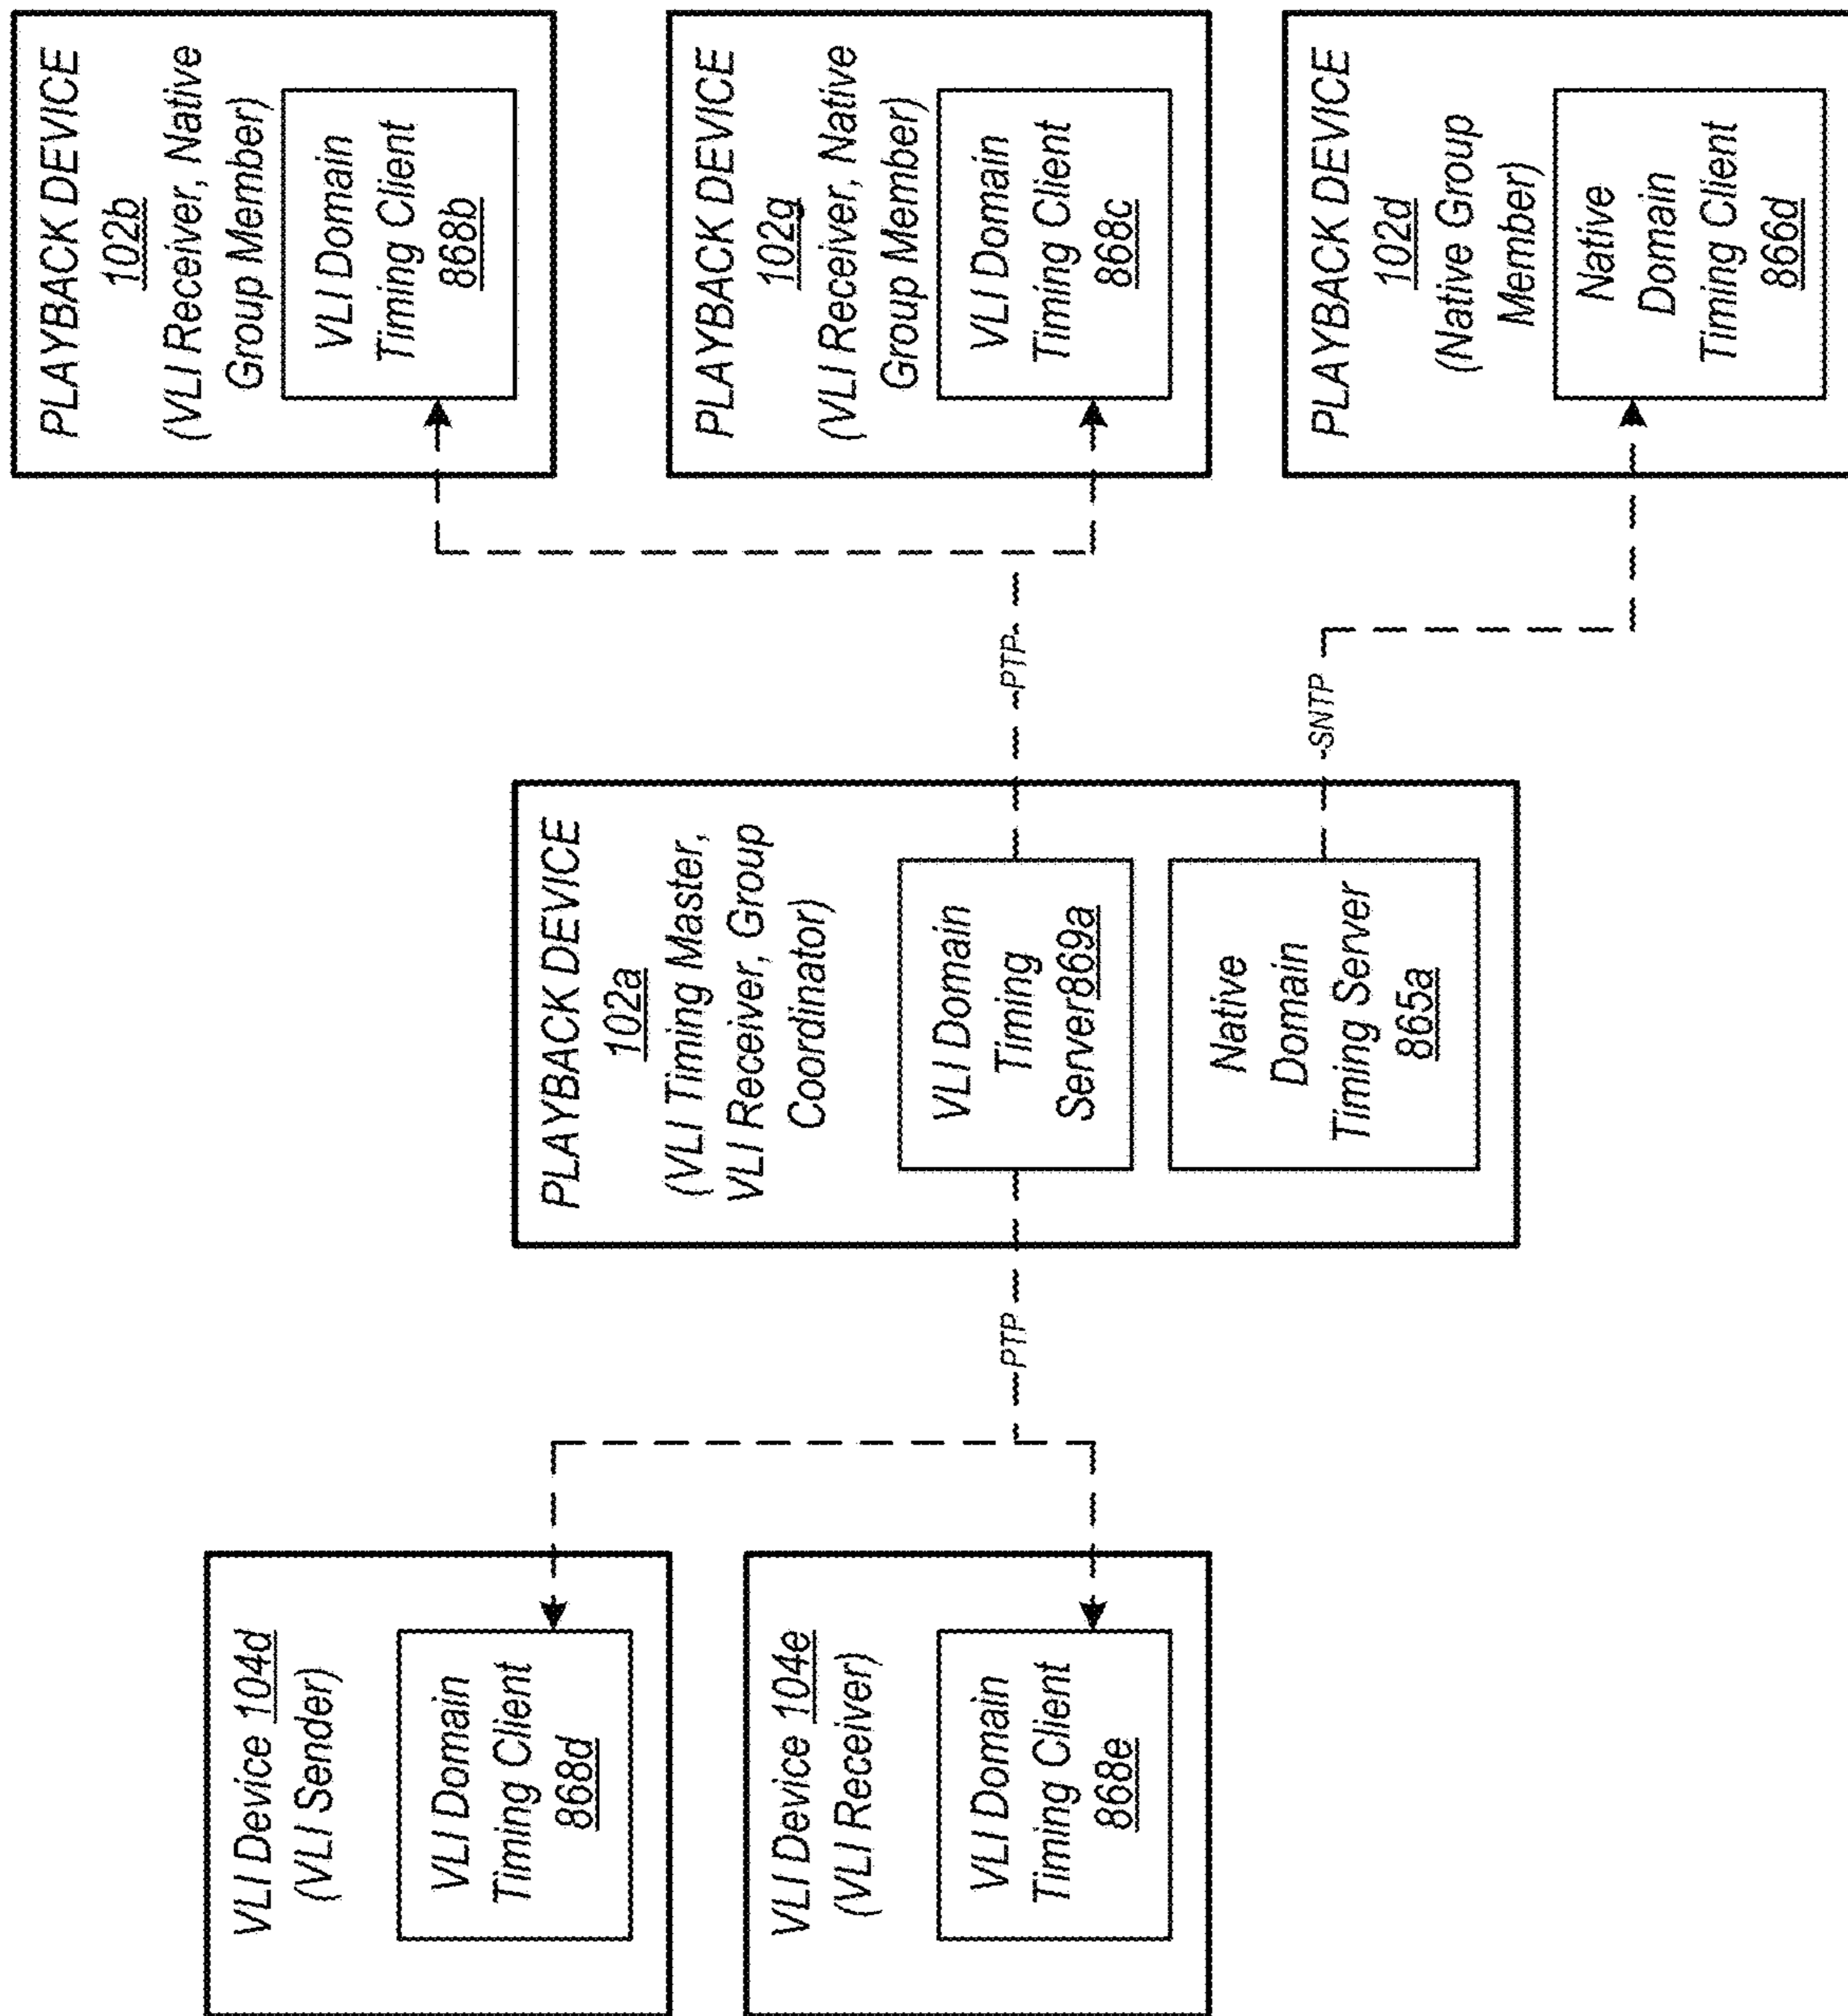 VLI Device 104d
(VLI Sender)
VLI Domain
Timing Client
868d
VLI Device 104e
(VLI Receiver)
VLI Domain
Timing Client
868e
PTP
PLAYBACK DEVICE
102a
(VLI Timing Master,
VLI Receiver, Group
Coordinator)
VLI Domain
Timing
Server869a
Native
Domain
Timing Server
865a
PTP
SNTP
PLAYBACK DEVICE
102b
(VLI Receiver, Native
Group Member)
VLI Domain
Timing Client
868b
PLAYBACK DEVICE
102g
(VLI Receiver, Native
Group Member)
VLI Domain
Timing Client
868c
PLAYBACK DEVICE
102d
(Native Group
Member)
Native
Domain
Timing Client
866d